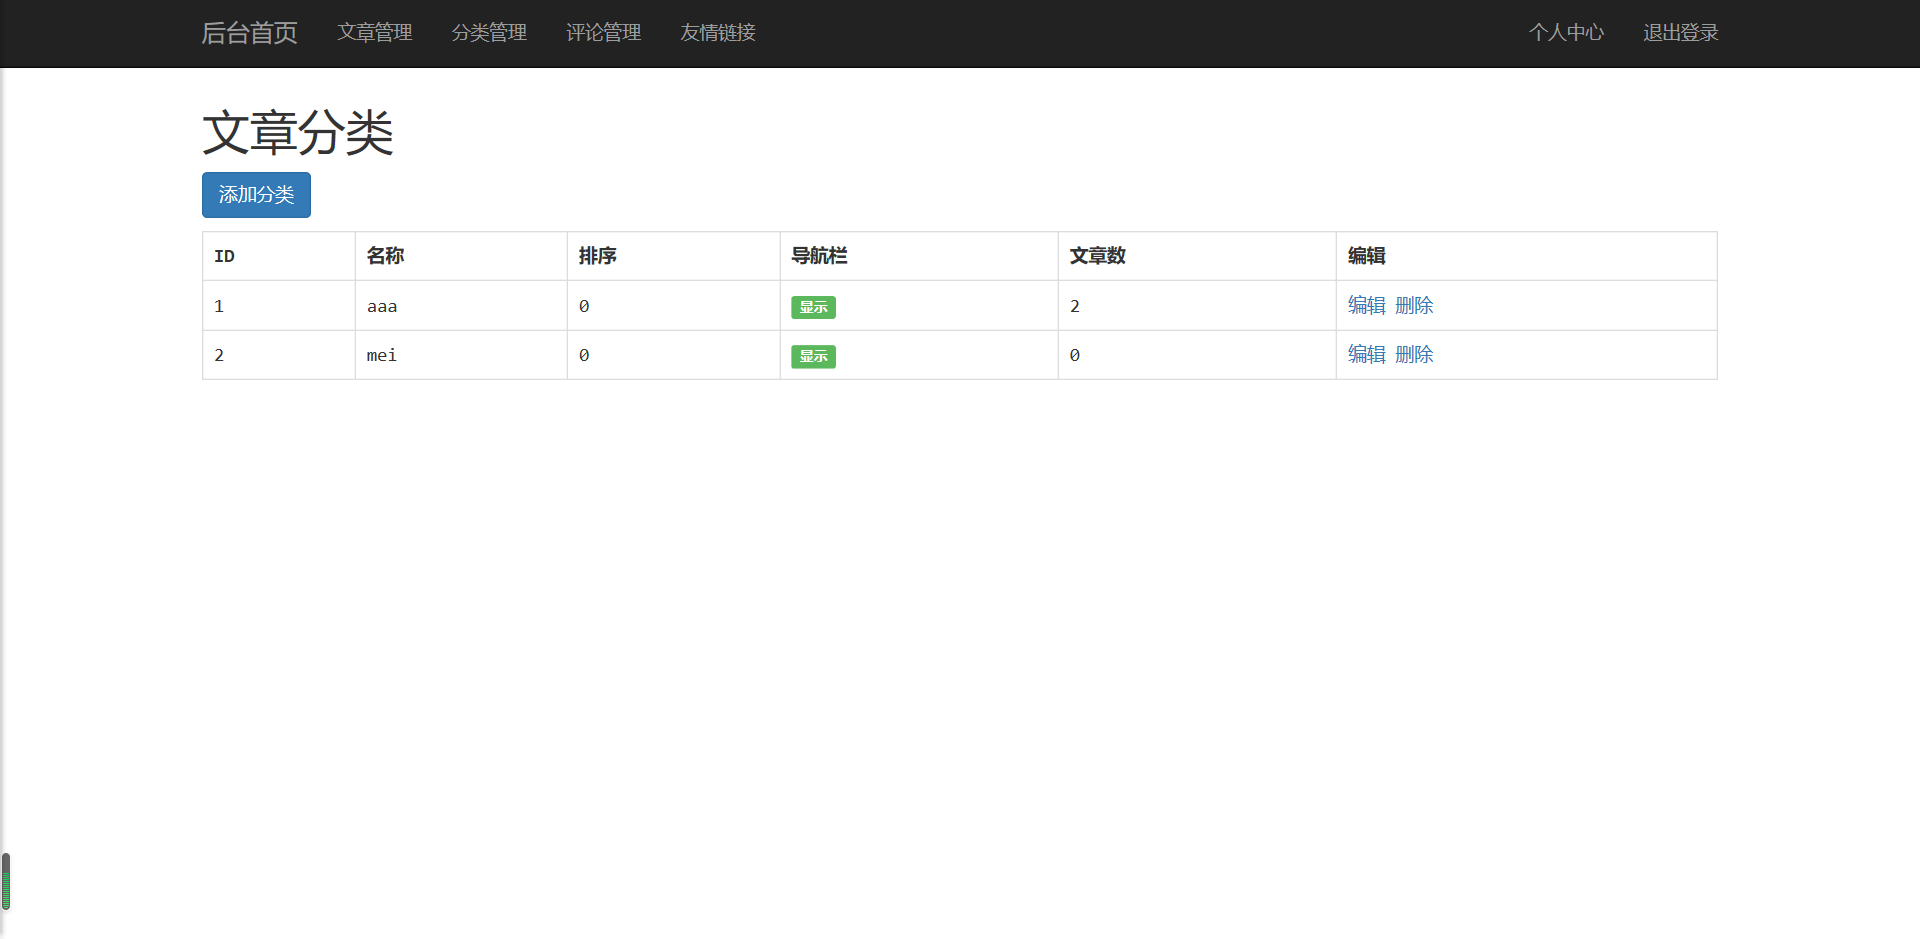 后台首页 文章管理 分类管理 评论管理 友情链接 个人中心 退出登录
文章分类
添加分类
ID 名称 排序 导航栏 文章数 编辑
1 aaa 0 显示 2 编辑 删除
2 mei 0 显示 0 编辑 删除